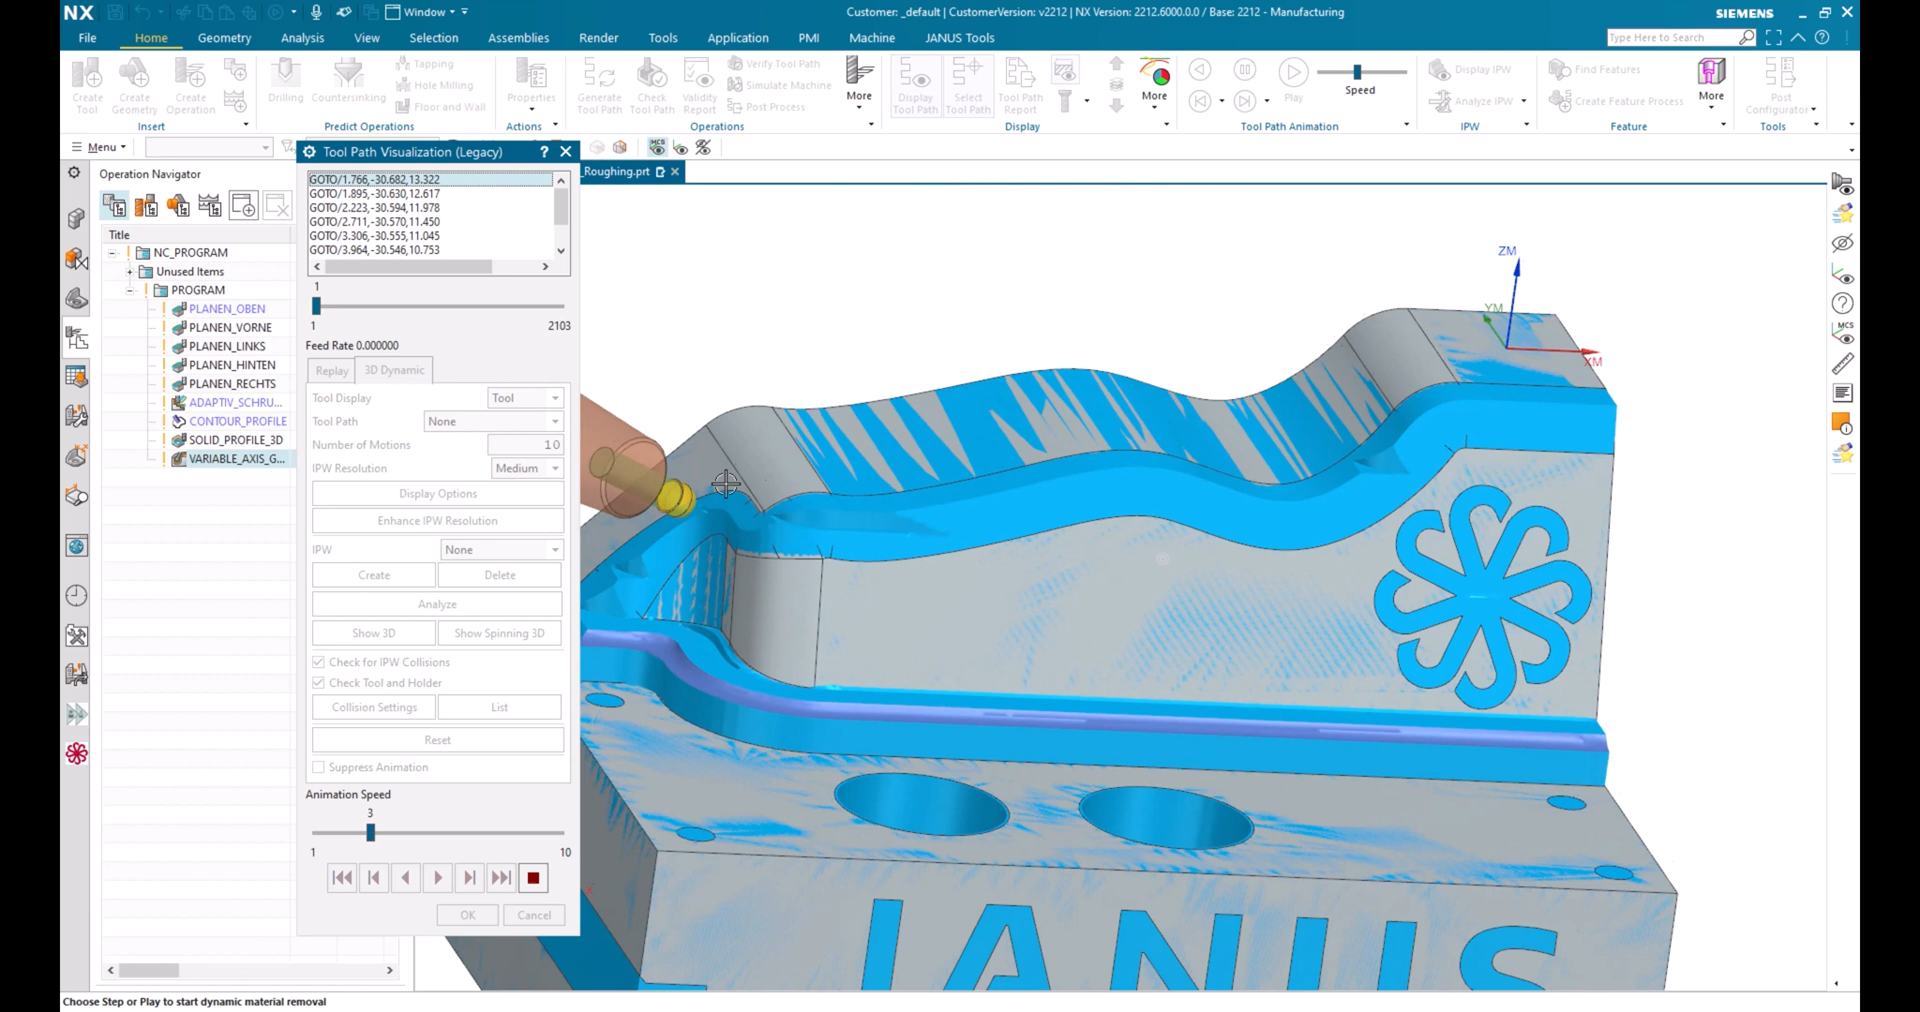 NX
Window
Customer: _default | CustomerVersion: v2212 | NX Version: 2212.6000.0.0 / Base: 2212 - Manufacturing
SIEMENS
File
Home
Geometry
Analysis
View
Selection
Assemblies
Render
Tools
Application
PMI
Machine
JANUS Tools
Type Here to Search
Create Tool
Create Geometry
Create Operation
Insert
Drilling
Countersinking
Tapping
Hole Milling
Floor and Wall
Predict Operations
Properties
Actions
Generate Tool Path
Check Tool Path
Validity Report
Verify Tool Path
Simulate Machine
Post Process
More
Operations
Display Tool Path
Select Tool Path
Tool Path Report
More
Display
Play
Speed
Tool Path Animation
Display IPW
Analyze IPW
IPW
Find Features
Create Feature Process
More
Feature
Post Configurator
Tools
Menu
MCS
Operation Navigator
Title
NC_PROGRAM
Unused Items
PROGRAM
PLANEN_OBEN
PLANEN_VORNE
PLANEN_LINKS
PLANEN_HINTEN
PLANEN_RECHTS
ADAPTIV_SCHRU...
CONTOUR_PROFILE
SOLID_PROFILE_3D
VARIABLE_AXIS_G...
Tool Path Visualization (Legacy)
GOTO/1.766,-30.682,13.322
GOTO/1.895,-30.630,12.617
GOTO/2.223,-30.594,11.978
GOTO/2.711,-30.570,11.450
GOTO/3.306,-30.555,11.045
GOTO/3.964,-30.546,10.753
1
1
2103
Feed Rate 0.000000
Replay
3D Dynamic
Tool Display
Tool
Tool Path
None
Number of Motions
10
IPW Resolution
Medium
Display Options
Enhance IPW Resolution
IPW
None
Create
Delete
Analyze
Show 3D
Show Spinning 3D
Check for IPW Collisions
Check Tool and Holder
Collision Settings
List
Reset
Suppress Animation
Animation Speed
3
1
10
OK
Cancel
_Roughing.prt
ZM
YM
XM
MCS
JANUS
Choose Step or Play to start dynamic material removal